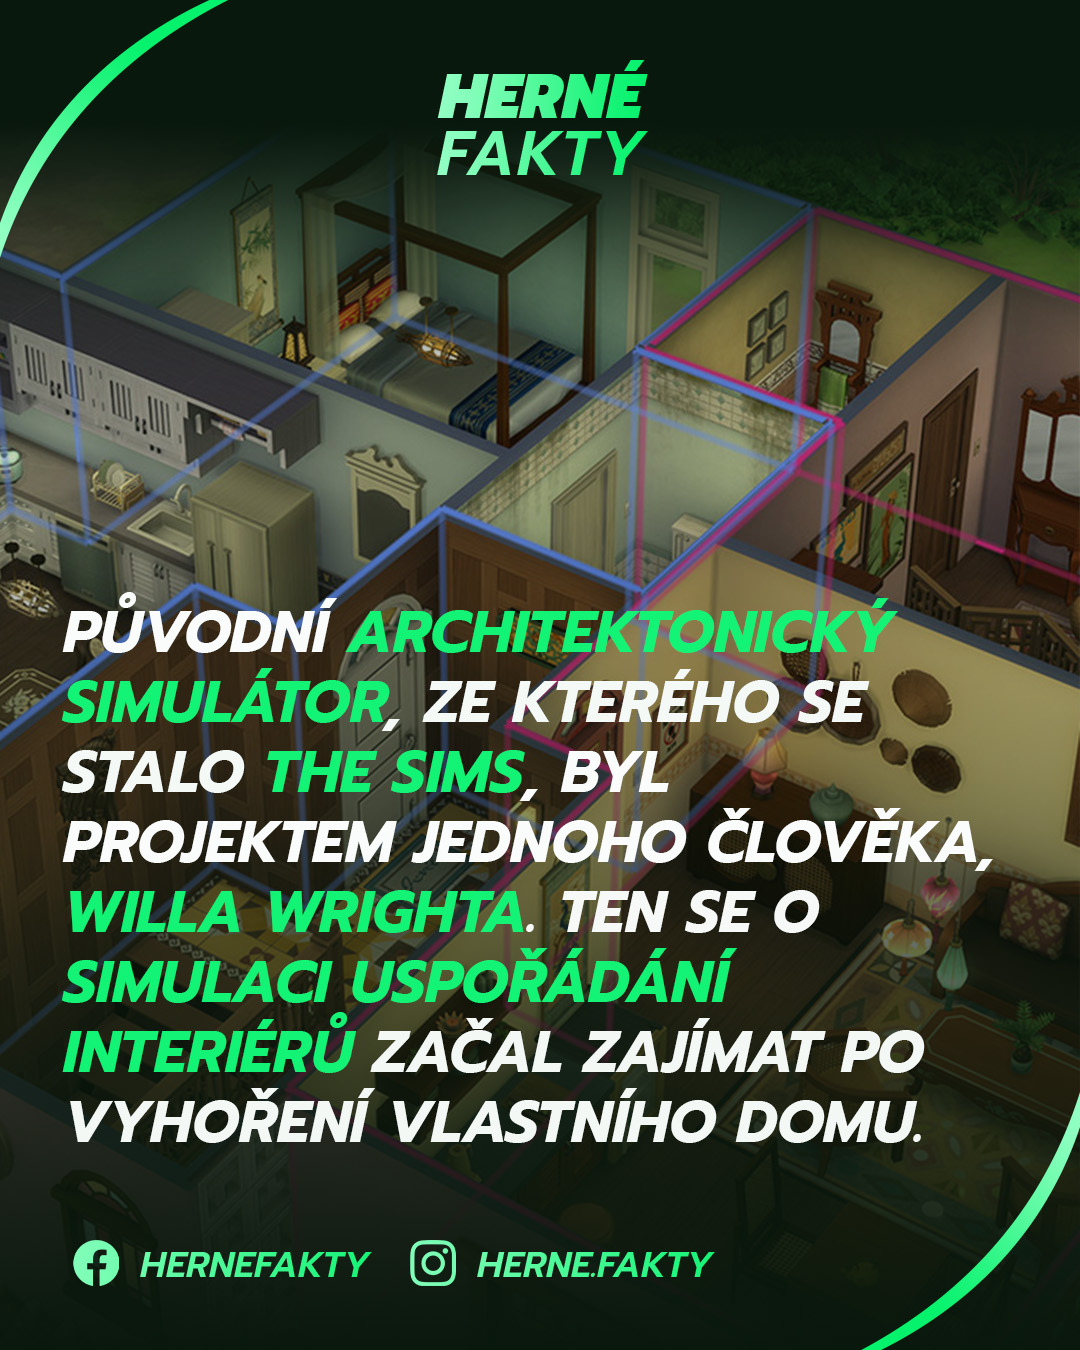 HERNÉ
FAKTY
PŮVODNÍ ARCHITEKTONICKÝ
SIMULÁTOR, ZE KTERÉHO SE
STALO THE SIMS, BYL
PROJEKTEM JEDNOHO ČLOVĚKA,
WILLA WRIGHTA. TEN SE O
SIMULACI USPOŘÁDÁNÍ
INTERIÉRŮ ZAČAL ZAJÍMAT PO
VYHOŘENÍ VLASTNÍHO DOMU.
HERNEFAKTY HERNE.FAKTY